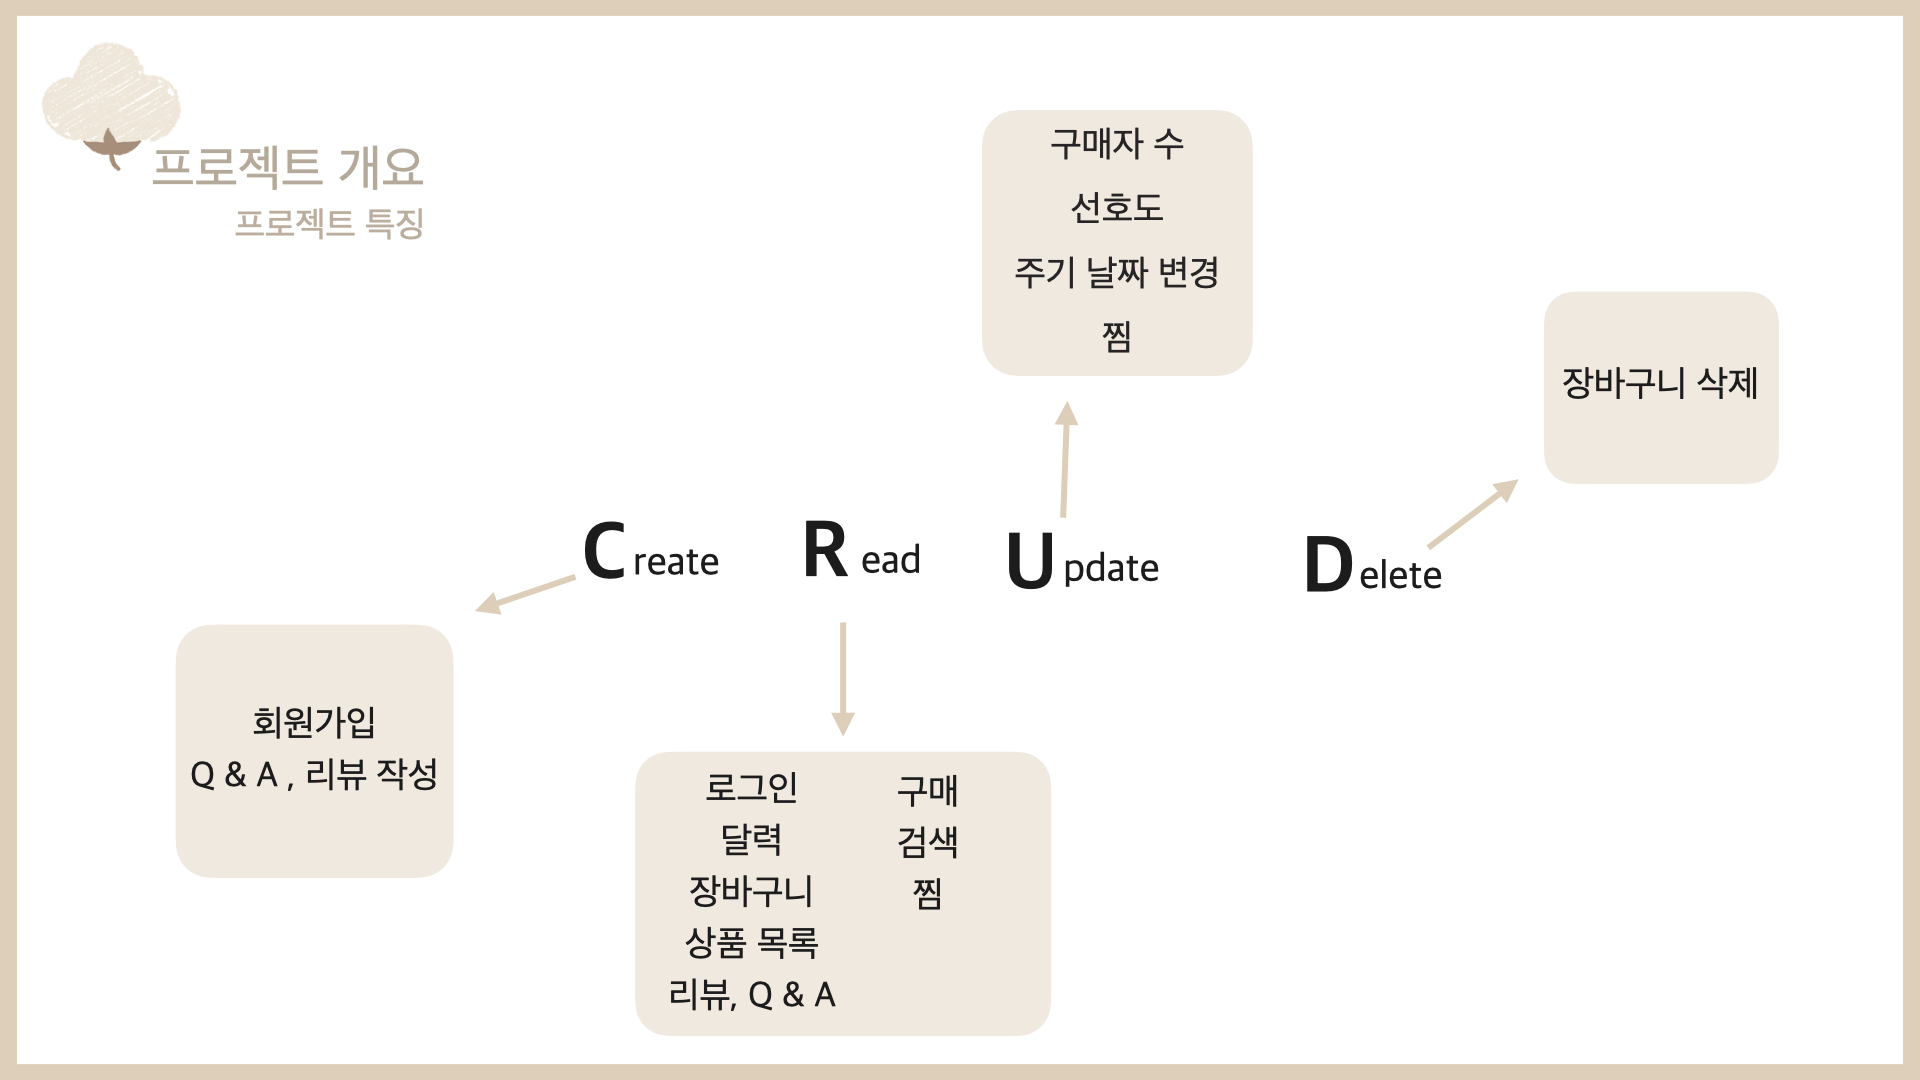 프로젝트 개요
프로젝트 특징
구매자 수
선호도
주기 날짜 변경
찜
장바구니 삭제
Create
Read
Update
Delete
회원가입
Q & A , 리뷰 작성
로그인
달력
장바구니
상품 목록
리뷰, Q & A
구매
검색
찜